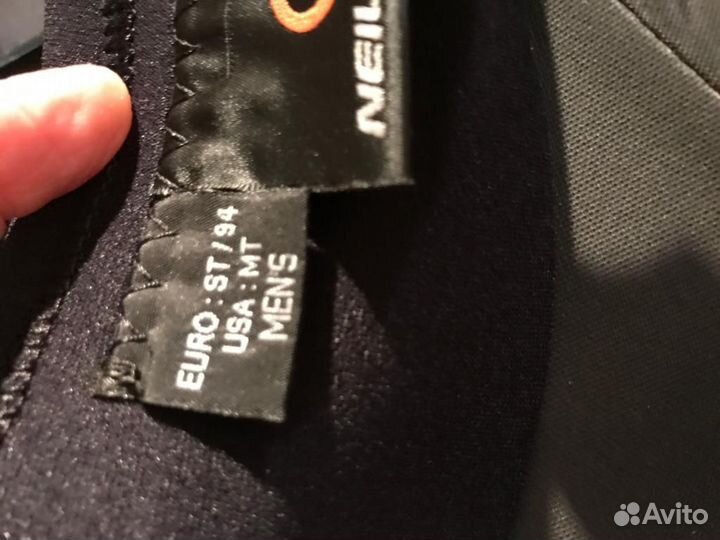 NEIL
EURO : ST / 94
USA : MT
MEN'S
Avito